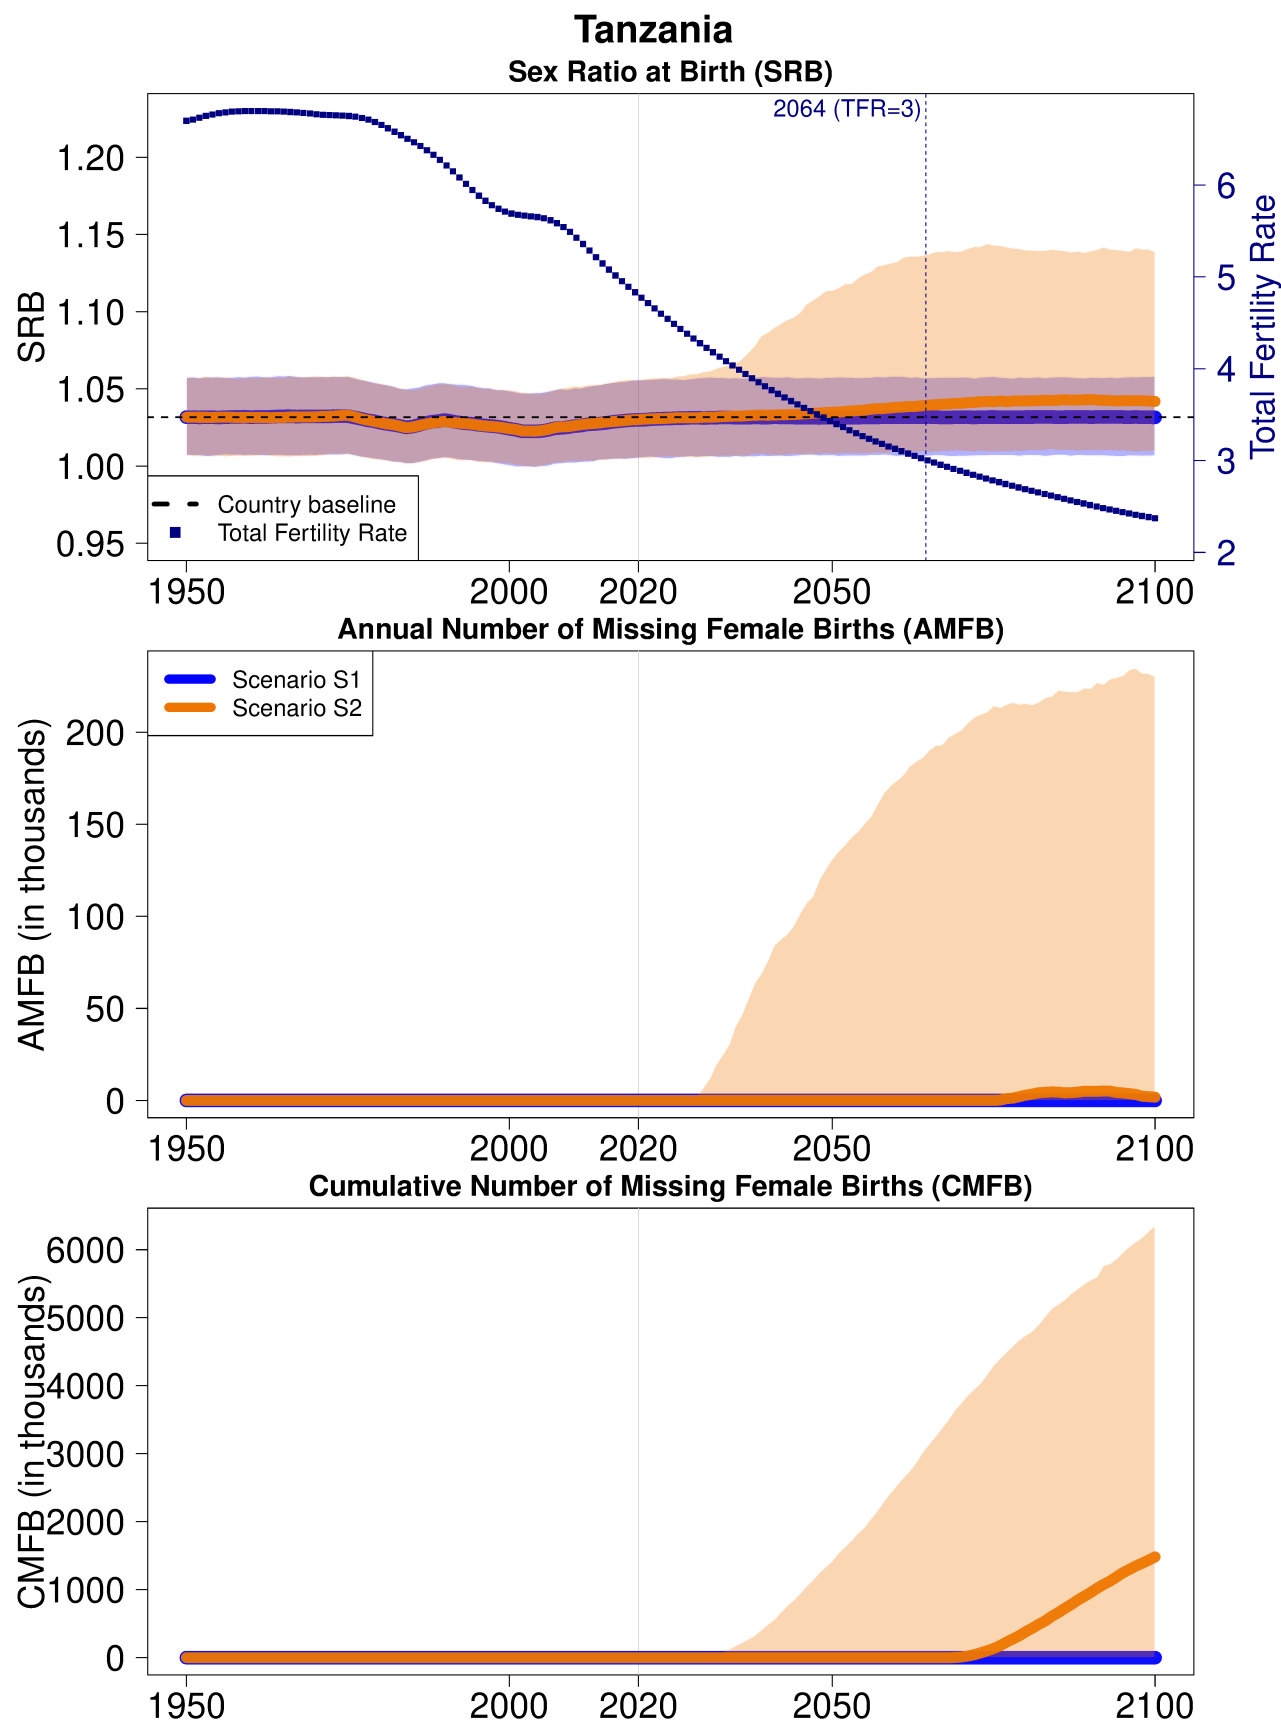 Tanzania
Sex Ratio at Birth (SRB)
2064 (TFR=3)
1.20
1.15
1.10
1.05
1.00
0.95
SRB
6
5
4
3
2
Total Fertility Rate
Country baseline
Total Fertility Rate
1950 2000 2020 2050 2100
Annual Number of Missing Female Births (AMFB)
Scenario S1
Scenario S2
200
150
100
50
0
AMFB (in thousands)
1950 2000 2020 2050 2100
Cumulative Number of Missing Female Births (CMFB)
6000
5000
4000
3000
2000
1000
0
CMFB (in thousands)
1950 2000 2020 2050 2100